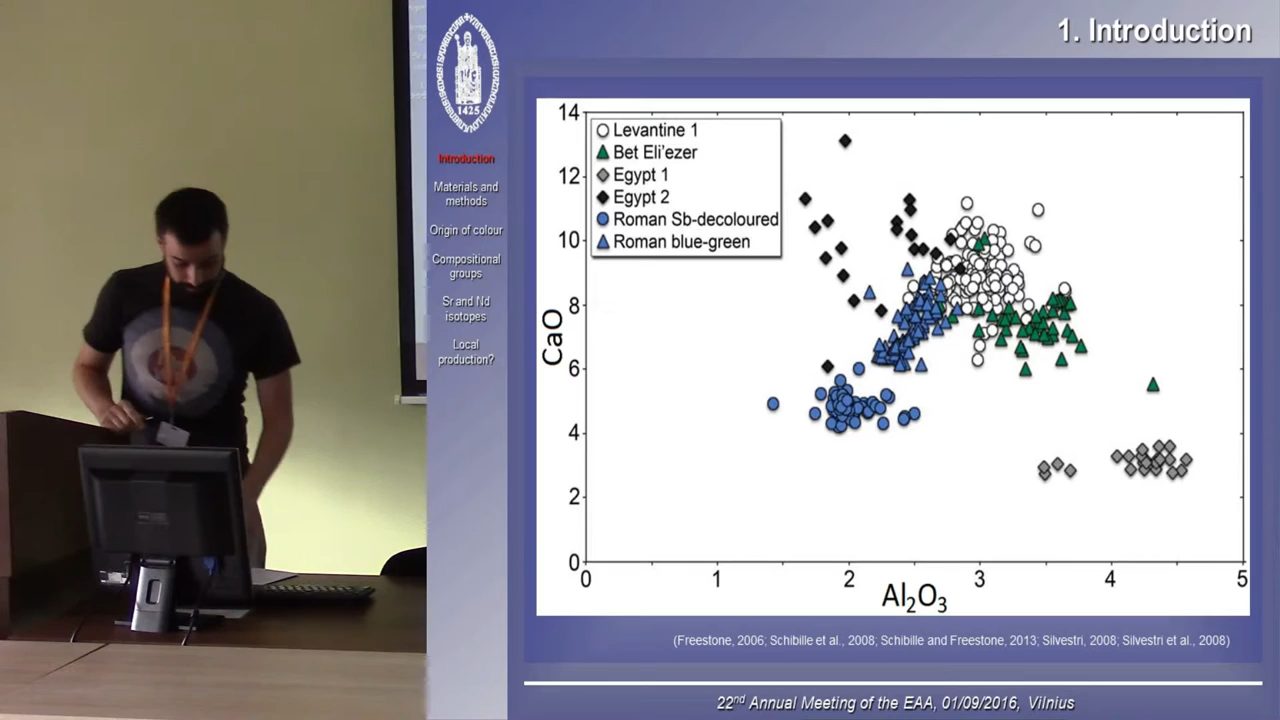 1. Introduction
1425
Introduction
Materials and
methods
Origin of colour
Compositional
groups
Sr and Nd
isotopes
Local
production?
14
12
10
8
6
4
2
0
CaO
Levantine 1
Bet Eli'ezer
Egypt 1
Egypt 2
Roman Sb-decoloured
Roman blue-green
0 1 2 3 4 5
Al₂O₃
(Freestone, 2006; Schibille et al., 2008; Schibille and Freestone, 2013; Silvestri, 2008; Silvestri et al., 2008)
22nd Annual Meeting of the EAA, 01/09/2016, Vilnius